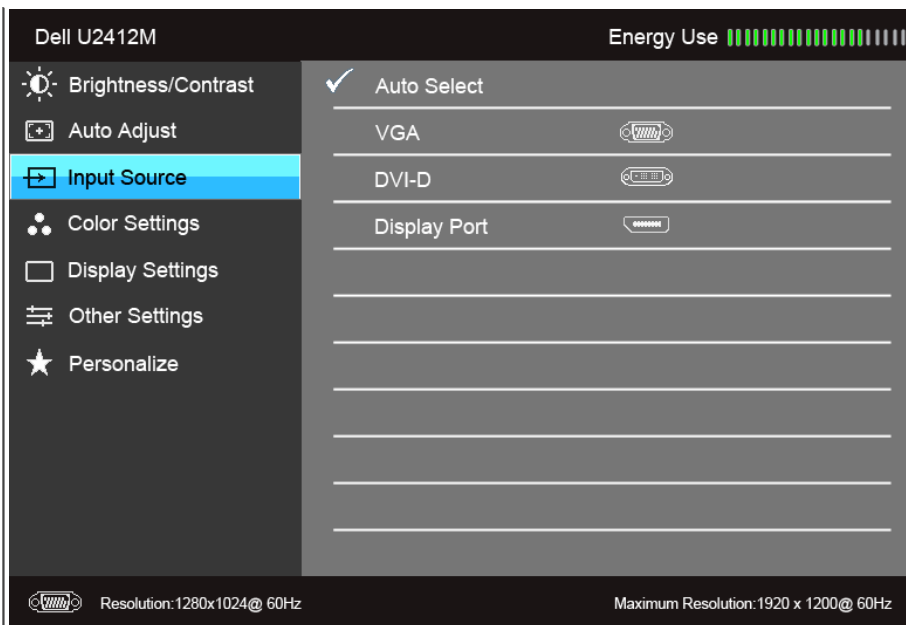 Dell U2412M
Energy Use
Brightness/Contrast
Auto Adjust
Input Source
Color Settings
Display Settings
Other Settings
Personalize
Auto Select
VGA
DVI-D
Display Port
Resolution:1280x1024@ 60Hz
Maximum Resolution:1920 x 1200@ 60Hz